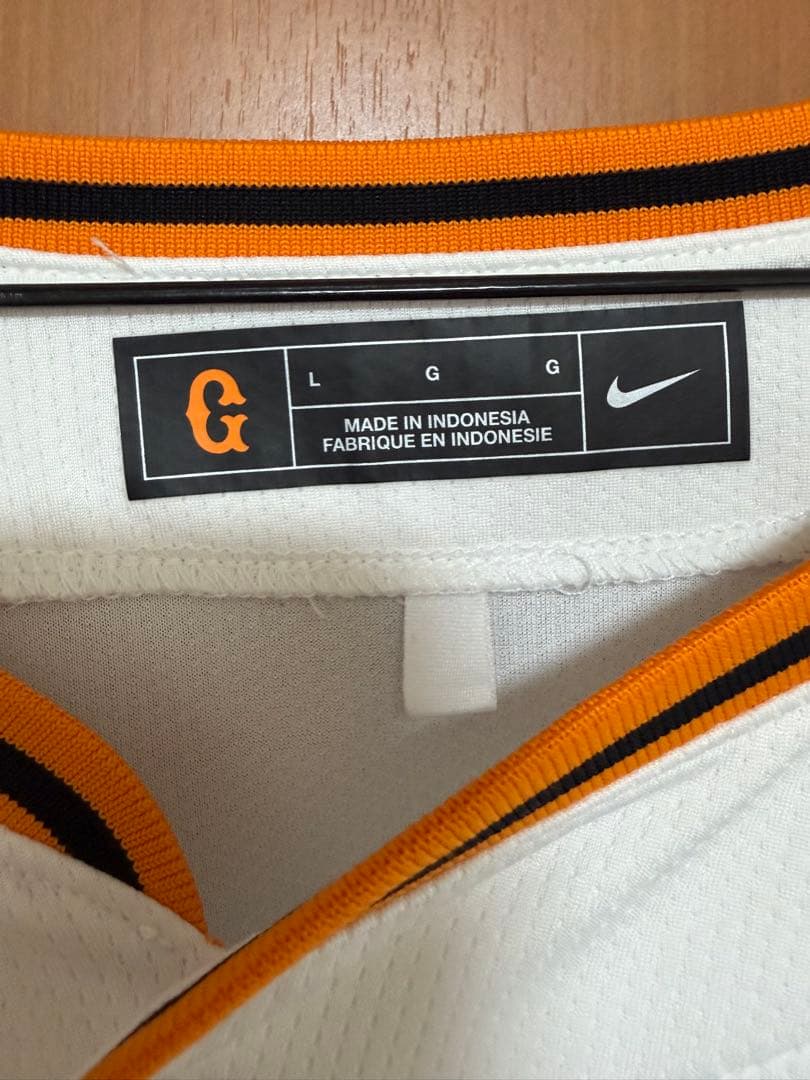 G
L G G
MADE IN INDONESIA
FABRIQUE EN INDONESIE